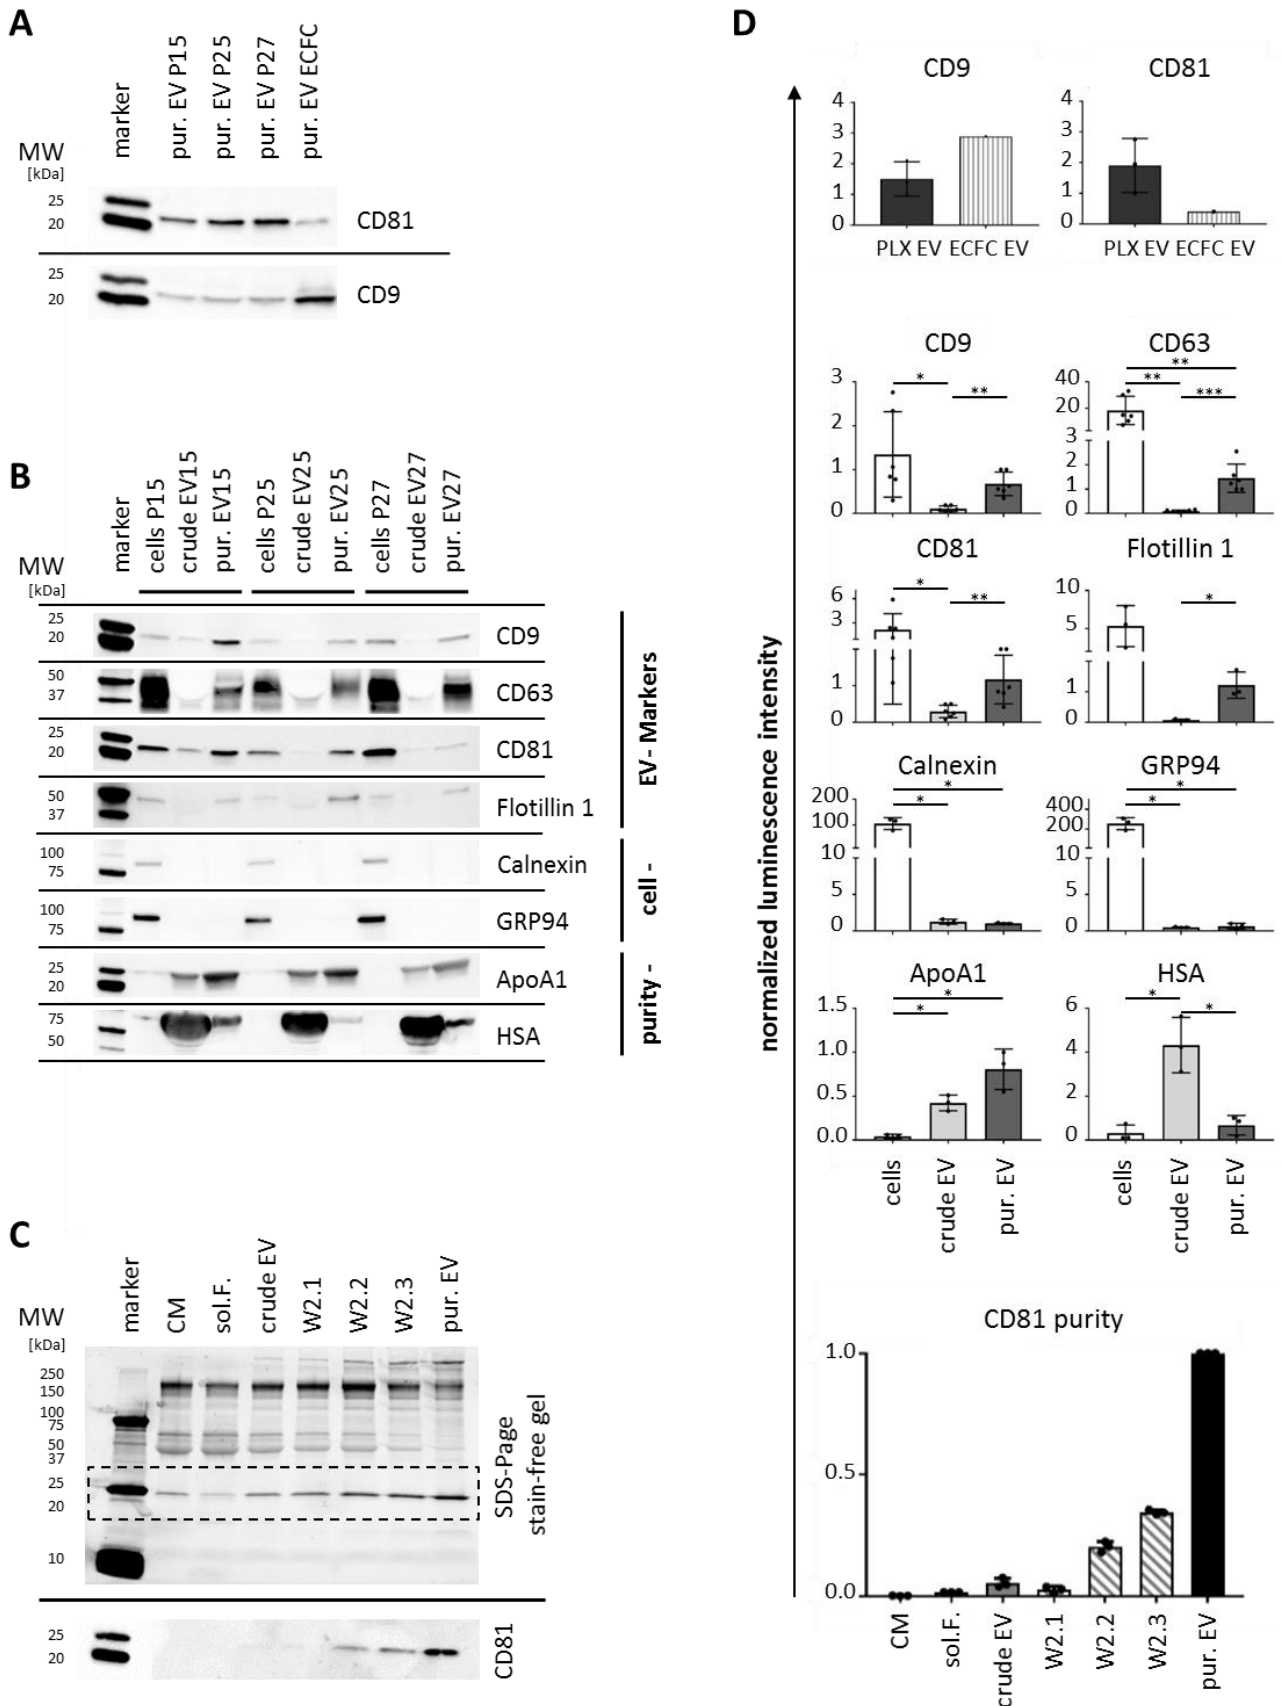 A
marker
pur. EV P15
pur. EV P25
pur. EV P27
pur. EV ECFC
MW
[kDa]
25
20
CD81
25
20
CD9
B
marker
cells P15
crude EV15
pur. EV15
cells P25
crude EV25
pur. EV25
cells P27
crude EV27
pur. EV27
MW
[kDa]
25
20
CD9
50
37
CD63
25
20
CD81
50
37
Flotillin 1
100
75
Calnexin
100
75
GRP94
25
20
ApoA1
75
50
HSA
EV - Markers
cell -
purity -
C
marker
CM
sol.F.
crude EV
W2.1
W2.2
W2.3
pur. EV
MW
[kDa]
250
150
100
75
50
37
25
20
10
SDS-Page
stain-free gel
25
20
CD81
D
normalized luminescence intensity
CD9
4
3
2
1
0
PLX EV ECFC EV
CD81
4
3
2
1
0
PLX EV ECFC EV
CD9
3
2
1
0
* **
CD63
40
20
3
2
1
0
**
** ***
CD81
6
3
1
0
* **
Flotillin 1
10
5
1
0
*
Calnexin
200
100
10
5
0
*
*
GRP94
400
200
10
5
0
*
*
ApoA1
1.5
1.0
0.5
0.0
*
*
cells
crude EV
pur. EV
HSA
6
4
2
0
* *
cells
crude EV
pur. EV
CD81 purity
1.0
0.5
0.0
CM
sol.F.
crude EV
W2.1
W2.2
W2.3
pur. EV